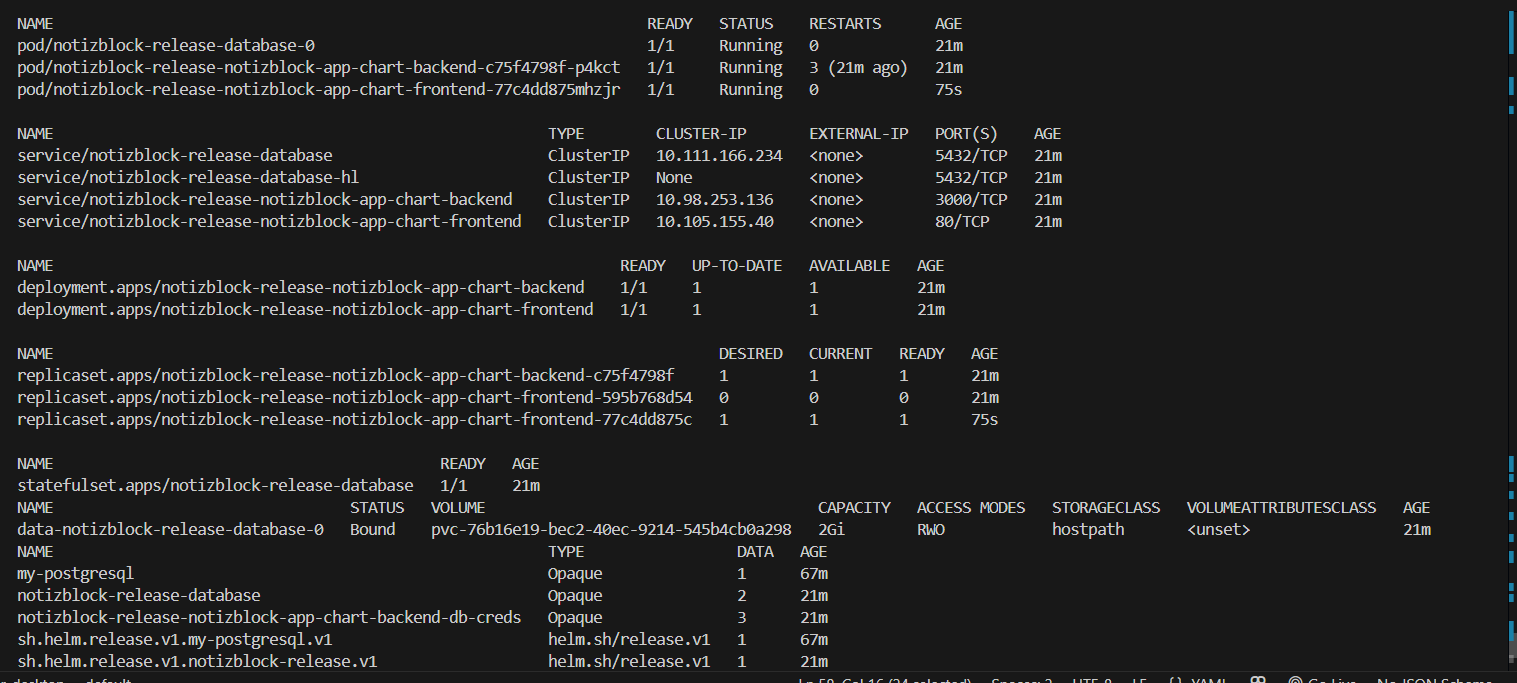 NAME READY STATUS RESTARTS AGE
pod/notizblock-release-database-0 1/1 Running 0 21m
pod/notizblock-release-notizblock-app-chart-backend-c75f4798f-p4kct 1/1 Running 3 (21m ago) 21m
pod/notizblock-release-notizblock-app-chart-frontend-77c4dd875mhzjr 1/1 Running 0 75s
NAME TYPE CLUSTER-IP EXTERNAL-IP PORT(S) AGE
service/notizblock-release-database ClusterIP 10.111.166.234 <none> 5432/TCP 21m
service/notizblock-release-database-hl ClusterIP None <none> 5432/TCP 21m
service/notizblock-release-notizblock-app-chart-backend ClusterIP 10.98.253.136 <none> 3000/TCP 21m
service/notizblock-release-notizblock-app-chart-frontend ClusterIP 10.105.155.40 <none> 80/TCP 21m
NAME READY UP-TO-DATE AVAILABLE AGE
deployment.apps/notizblock-release-notizblock-app-chart-backend 1/1 1 1 21m
deployment.apps/notizblock-release-notizblock-app-chart-frontend 1/1 1 1 21m
NAME DESIRED CURRENT READY AGE
replicaset.apps/notizblock-release-notizblock-app-chart-backend-c75f4798f 1 1 1 21m
replicaset.apps/notizblock-release-notizblock-app-chart-frontend-595b768d54 0 0 0 21m
replicaset.apps/notizblock-release-notizblock-app-chart-frontend-77c4dd875c 1 1 1 75s
NAME READY AGE
statefulset.apps/notizblock-release-database 1/1 21m
NAME STATUS VOLUME CAPACITY ACCESS MODES STORAGECLASS VOLUMEATTRIBUTESCLASS AGE
data-notizblock-release-database-0 Bound pvc-76b16e19-bec2-40ec-9214-545b4cb0a298 2Gi RWO hostpath <unset> 21m
NAME TYPE DATA AGE
my-postgresql Opaque 1 67m
notizblock-release-database Opaque 2 21m
notizblock-release-notizblock-app-chart-backend-db-creds Opaque 3 21m
sh.helm.release.v1.my-postgresql.v1 helm.sh/release.v1 1 67m
sh.helm.release.v1.notizblock-release.v1 helm.sh/release.v1 1 21m